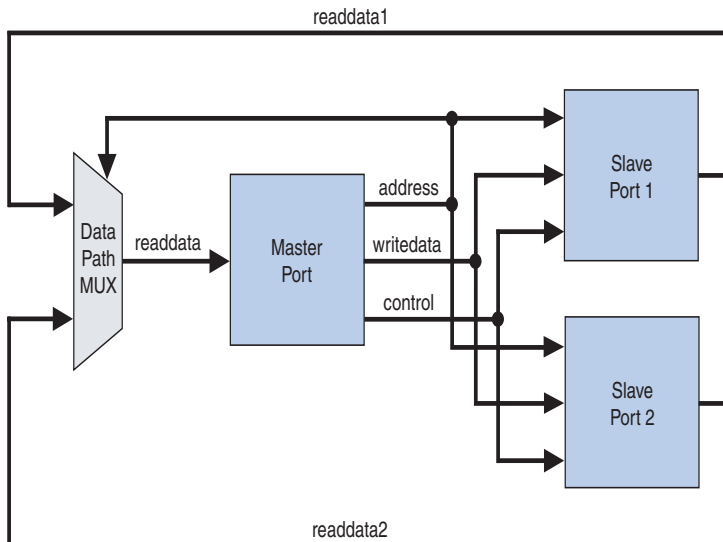 readdata1
Slave
Port 1
address
Data
Path
MUX
readdata
Master
Port
writedata
control
Slave
Port 2
readdata2